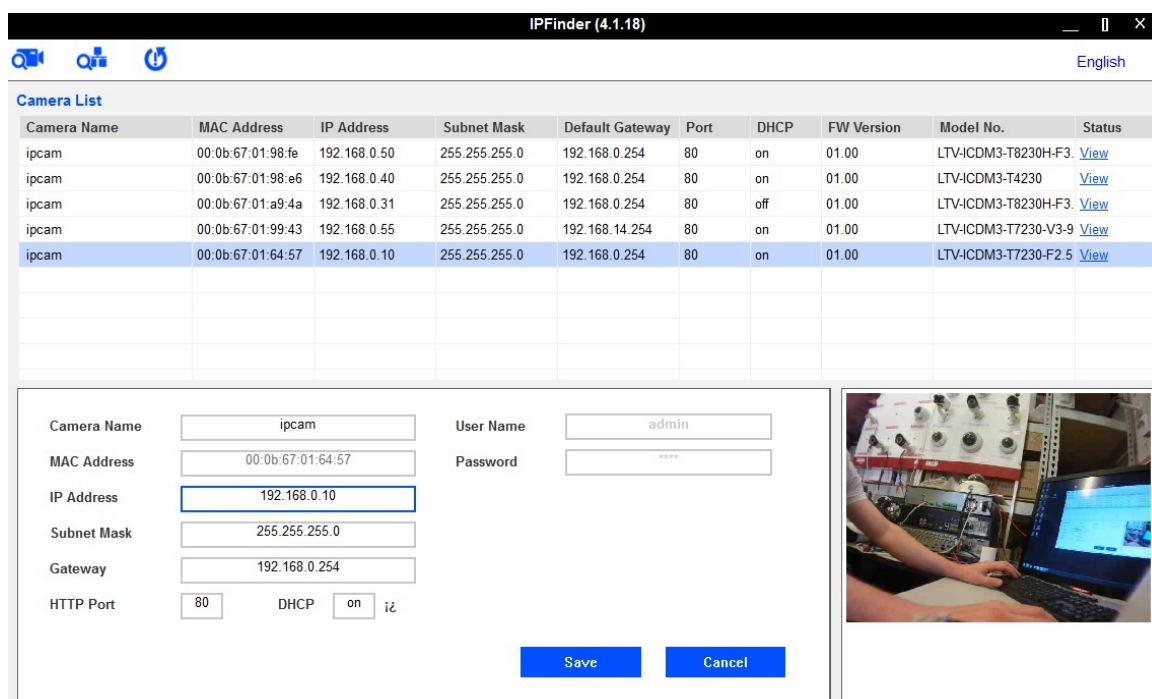 IPFinder (4.1.18)
English
Camera List
Camera Name MAC Address IP Address Subnet Mask Default Gateway Port DHCP FW Version Model No. Status
ipcam 00:0b:67:01:98:fe 192.168.0.50 255.255.255.0 192.168.0.254 80 on 01.00 LTV-ICDM3-T8230H-F3. View
ipcam 00:0b:67:01:98:e6 192.168.0.40 255.255.255.0 192.168.0.254 80 on 01.00 LTV-ICDM3-T4230 View
ipcam 00:0b:67:01:a9:4a 192.168.0.31 255.255.255.0 192.168.0.254 80 off 01.00 LTV-ICDM3-T8230H-F3. View
ipcam 00:0b:67:01:99:43 192.168.0.55 255.255.255.0 192.168.14.254 80 on 01.00 LTV-ICDM3-T7230-V3-9 View
ipcam 00:0b:67:01:64:57 192.168.0.10 255.255.255.0 192.168.0.254 80 on 01.00 LTV-ICDM3-T7230-F2.5 View
Camera Name ipcam User Name admin
MAC Address 00:0b:67:01:64:57 Password ****
IP Address 192.168.0.10
Subnet Mask 255.255.255.0
Gateway 192.168.0.254
HTTP Port 80 DHCP on ¡¿
Save Cancel